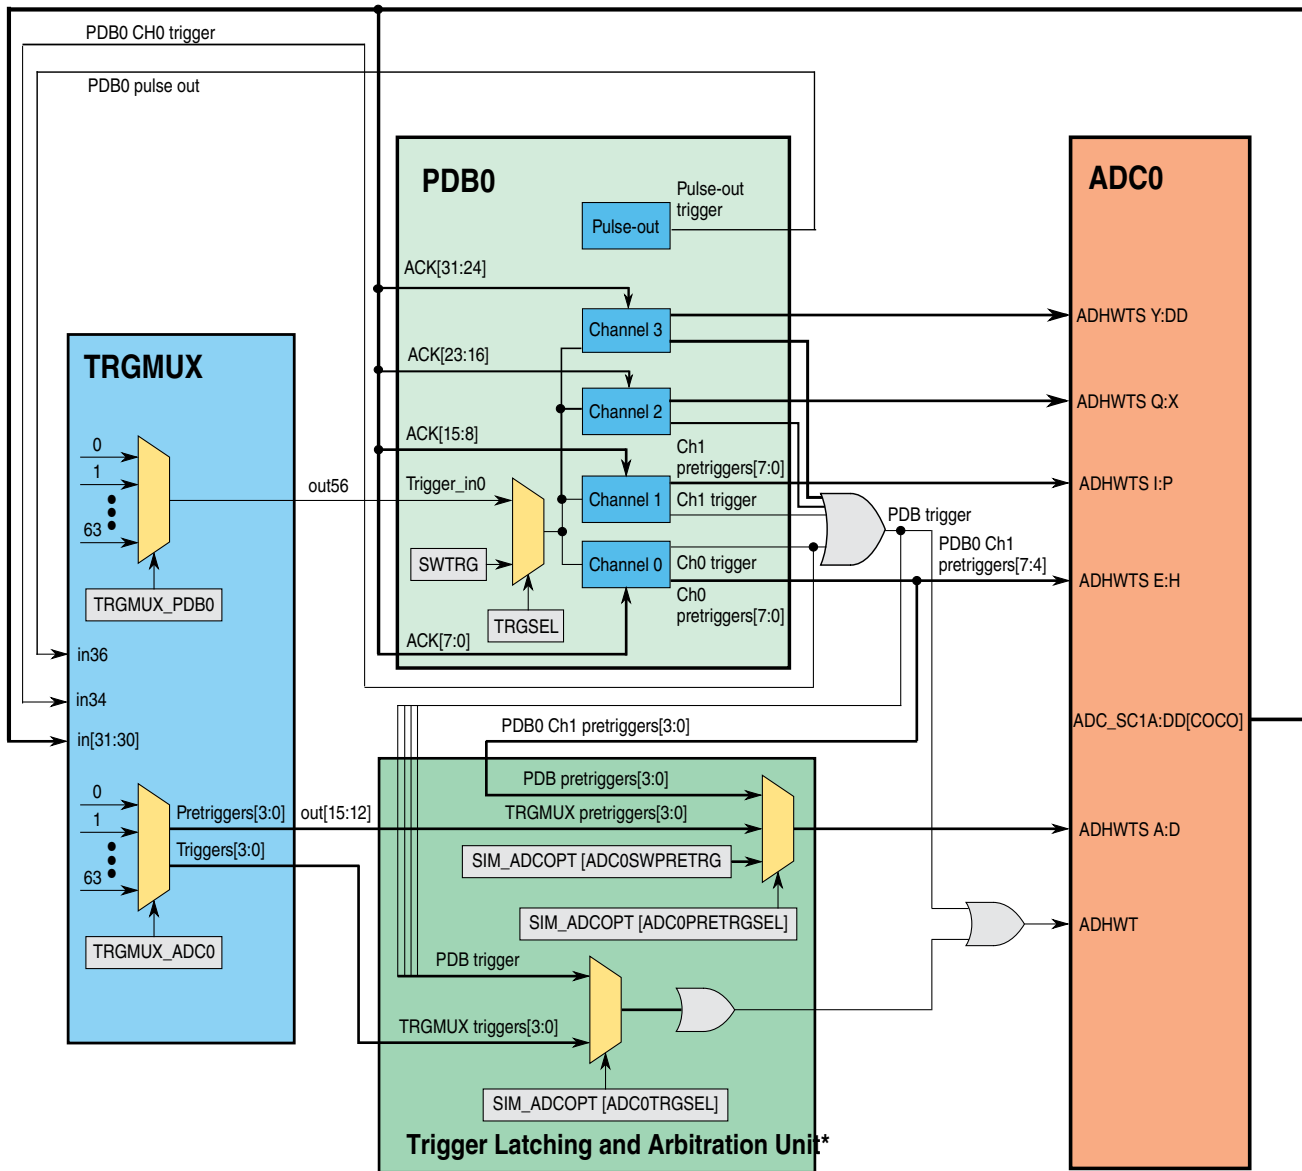 PDB0 CH0 trigger
PDB0 pulse out
PDB0
Pulse-out
trigger
Pulse-out
ACK[31:24]
Channel 3
ACK[23:16]
Channel 2
ACK[15:8]
Ch1
pretriggers[7:0]
Trigger_in0
Channel 1
Ch1 trigger
SWTRG
Channel 0
Ch0 trigger
Ch0
pretriggers[7:0]
TRGSEL
ACK[7:0]
PDB trigger
PDB0 Ch1
pretriggers[7:4]
ADC0
ADHWTS Y:DD
ADHWTS Q:X
ADHWTS I:P
ADHWTS E:H
ADC_SC1A:DD[COCO]
ADHWTS A:D
ADHWT
TRGMUX
0
1
63
out56
TRGMUX_PDB0
in36
in34
in[31:30]
0
1
63
Pretriggers[3:0]
out[15:12]
Triggers[3:0]
TRGMUX_ADC0
PDB0 Ch1 pretriggers[3:0]
PDB pretriggers[3:0]
TRGMUX pretriggers[3:0]
SIM_ADCOPT [ADC0SWPRETRG
SIM_ADCOPT [ADC0PRETRGSEL]
PDB trigger
TRGMUX triggers[3:0]
SIM_ADCOPT [ADC0TRGSEL]
Trigger Latching and Arbitration Unit*